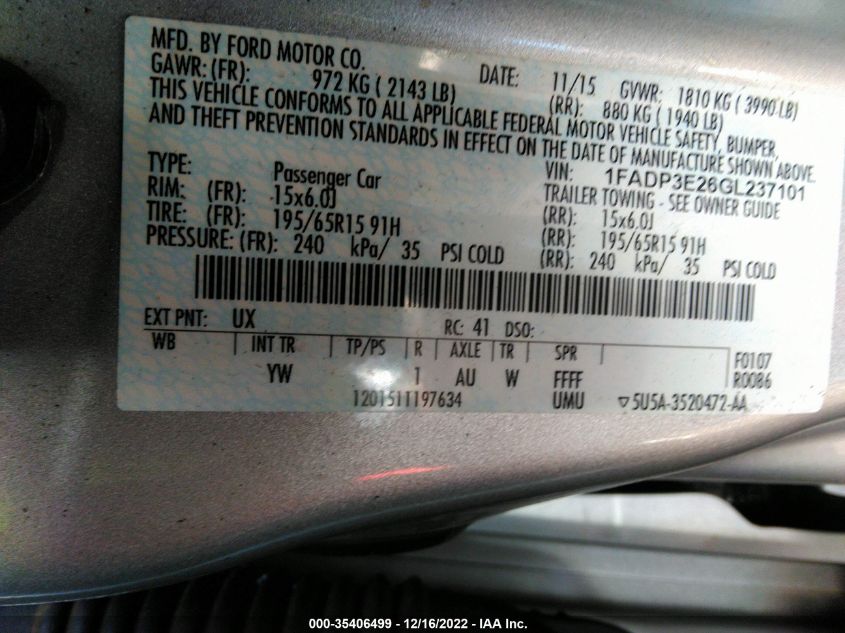 MFD. BY FORD MOTOR CO.
DATE: 11/15 GVWR: 1810 KG ( 3990 LB)
GAWR: (FR): 972 KG ( 2143 LB) (RR): 880 KG ( 1940 LB)
THIS VEHICLE CONFORMS TO ALL APPLICABLE FEDERAL MOTOR VEHICLE SAFETY, BUMPER,
AND THEFT PREVENTION STANDARDS IN EFFECT ON THE DATE OF MANUFACTURE SHOWN ABOVE.
VIN: 1FADP3E26GL237101
TYPE: Passenger Car TRAILER TOWING - SEE OWNER GUIDE
RIM: (FR): 15x6.0J (RR): 15x6.0J
TIRE: (FR): 195/65R15 91H (RR): 195/65R15 91H
PRESSURE: (FR): 240 kPa/ 35 PSI COLD (RR): 240 kPa/ 35 PSI COLD
EXT PNT: UX RC: 41 DSO:
WB INT TR TP/PS R AXLE TR SPR F0107
YW 1 AU W FFFF R0086
1201511197634 UMU ▽5U5A-3520472-AA
000-35406499 - 12/16/2022 - IAA Inc.